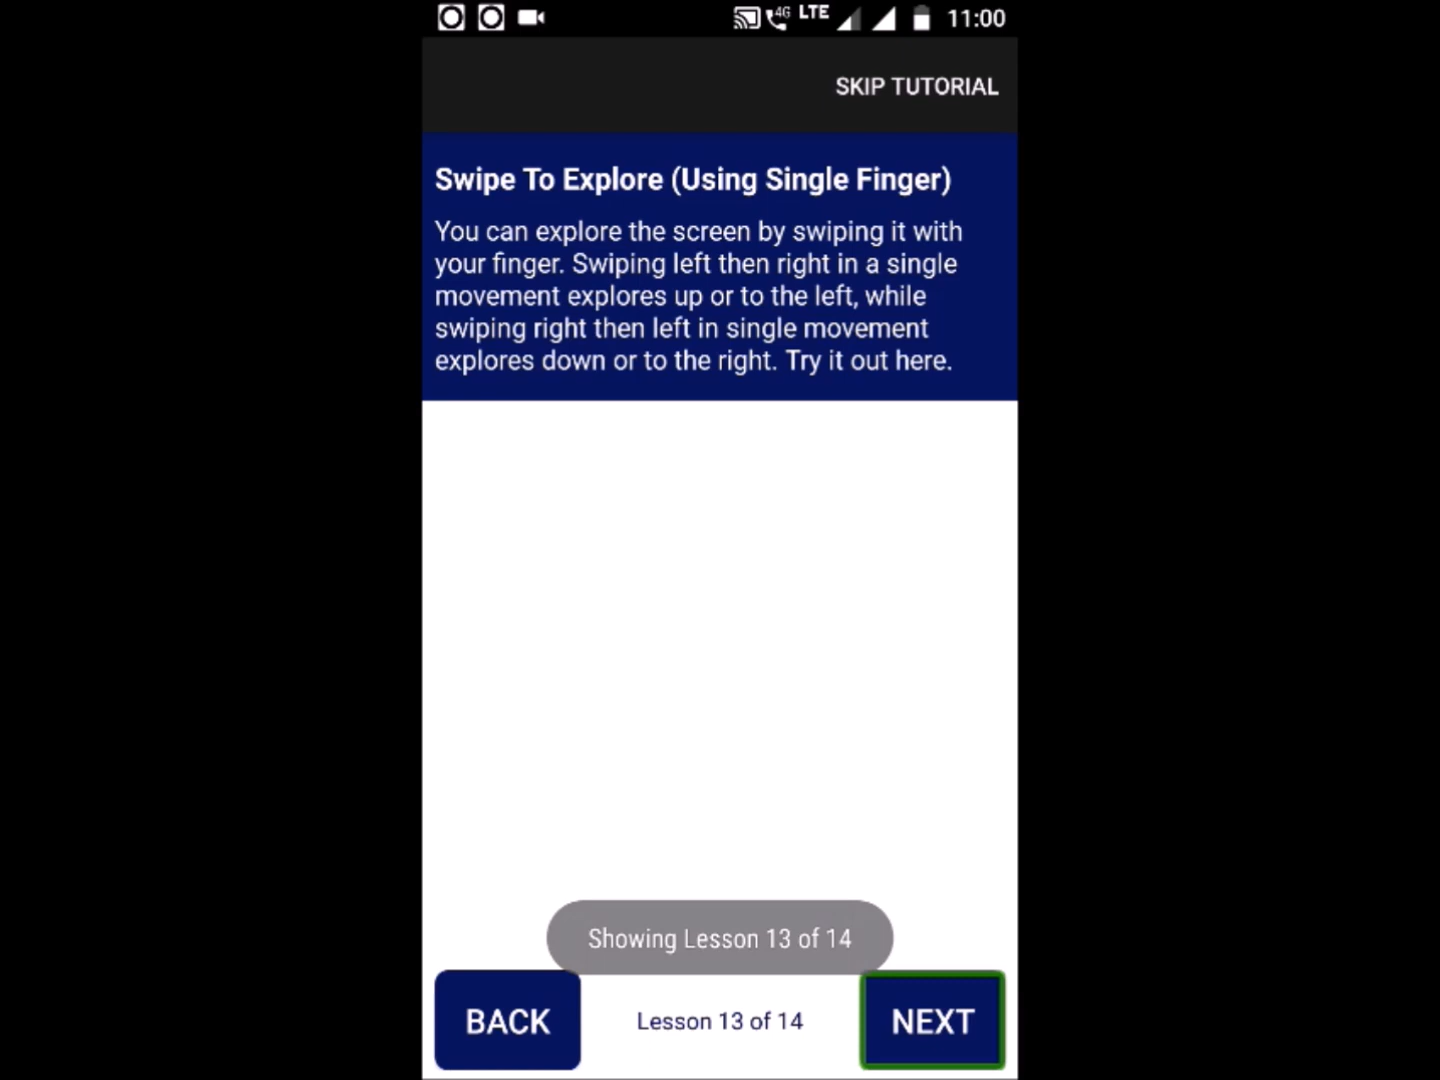 4G LTE 11:00
SKIP TUTORIAL
Swipe To Explore (Using Single Finger)
You can explore the screen by swiping it with
your finger. Swiping left then right in a single
movement explores up or to the left, while
swiping right then left in single movement
explores down or to the right. Try it out here.
Showing Lesson 13 of 14
BACK
Lesson 13 of 14
NEXT